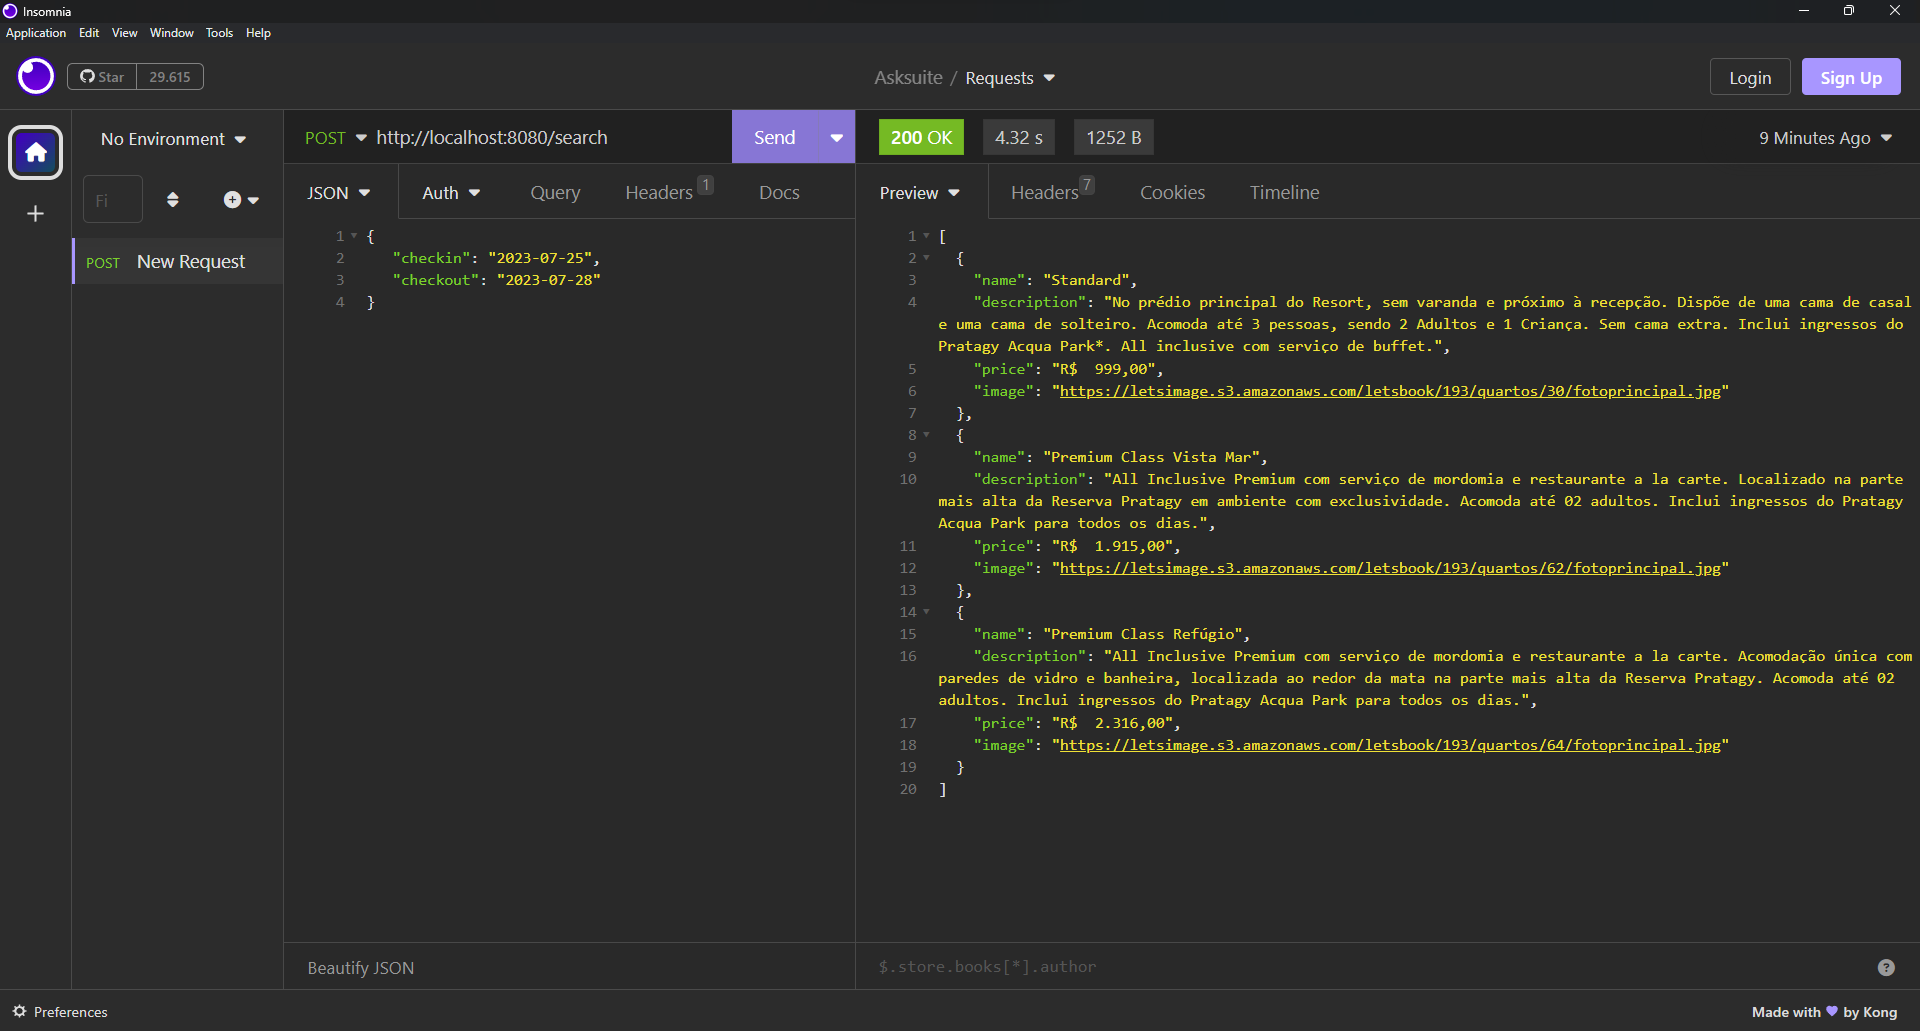 Insomnia
Application Edit View Window Tools Help
Star 29.615
Asksuite / Requests
Login Sign Up
No Environment
Fi
POST New Request
POST http://localhost:8080/search Send
JSON Auth Query Headers 1 Docs
1 {
2 "checkin": "2023-07-25",
3 "checkout": "2023-07-28"
4 }
Beautify JSON
200 OK 4.32 s 1252 B 9 Minutes Ago
Preview Headers 7 Cookies Timeline
1 [
2 {
3 "name": "Standard",
4 "description": "No prédio principal do Resort, sem varanda e próximo à recepção. Dispõe de uma cama de casal
e uma cama de solteiro. Acomoda até 3 pessoas, sendo 2 Adultos e 1 Criança. Sem cama extra. Inclui ingressos do
Pratagy Acqua Park*. All inclusive com serviço de buffet.",
5 "price": "R$ 999,00",
6 "image": "https://letsimage.s3.amazonaws.com/letsbook/193/quartos/30/fotoprincipal.jpg"
7 },
8 {
9 "name": "Premium Class Vista Mar",
10 "description": "All Inclusive Premium com serviço de mordomia e restaurante a la carte. Localizado na parte
mais alta da Reserva Pratagy em ambiente com exclusividade. Acomoda até 02 adultos. Inclui ingressos do Pratagy
Acqua Park para todos os dias.",
11 "price": "R$ 1.915,00",
12 "image": "https://letsimage.s3.amazonaws.com/letsbook/193/quartos/62/fotoprincipal.jpg"
13 },
14 {
15 "name": "Premium Class Refúgio",
16 "description": "All Inclusive Premium com serviço de mordomia e restaurante a la carte. Acomodação única com
paredes de vidro e banheira, localizada ao redor da mata na parte mais alta da Reserva Pratagy. Acomoda até 02
adultos. Inclui ingressos do Pratagy Acqua Park para todos os dias.",
17 "price": "R$ 2.316,00",
18 "image": "https://letsimage.s3.amazonaws.com/letsbook/193/quartos/64/fotoprincipal.jpg"
19 }
20 ]
$.store.books[*].author
Preferences
Made with 💜 by Kong